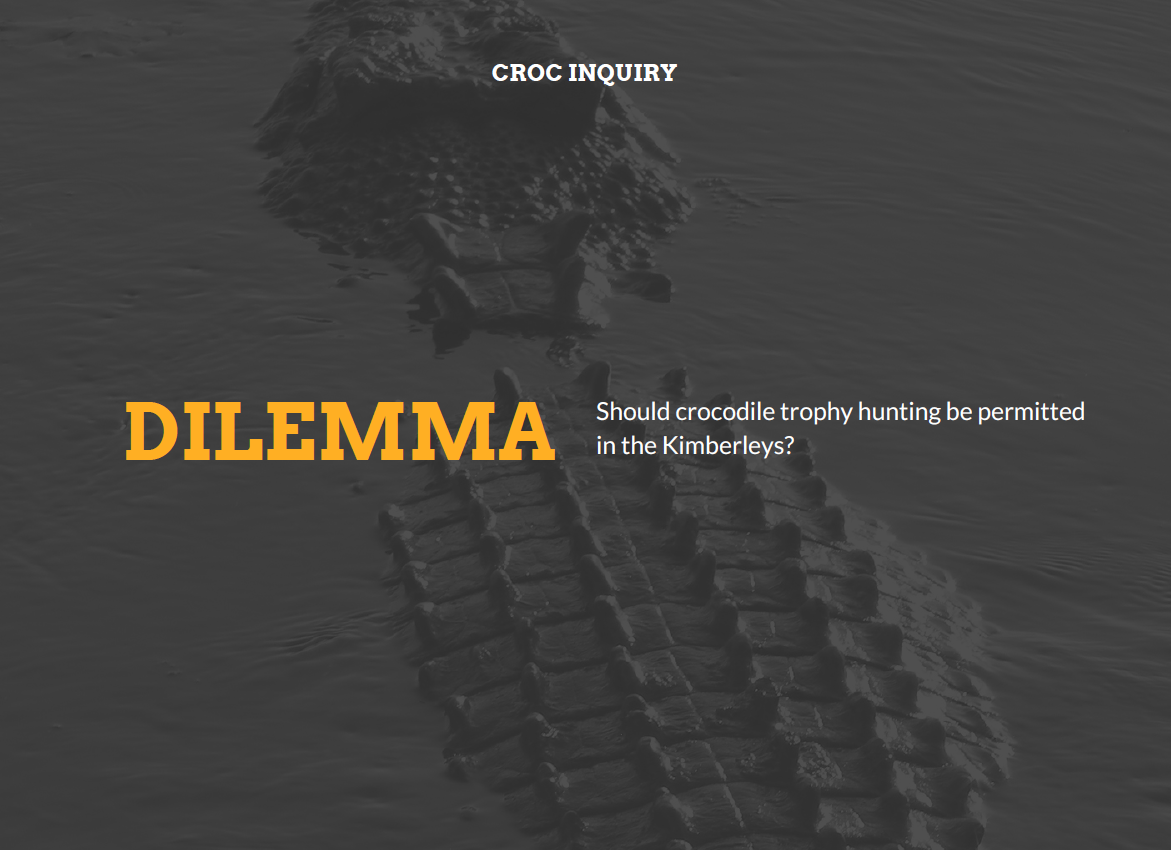 CROC INQUIRY
DILEMMA
Should crocodile trophy hunting be permitted
in the Kimberleys?